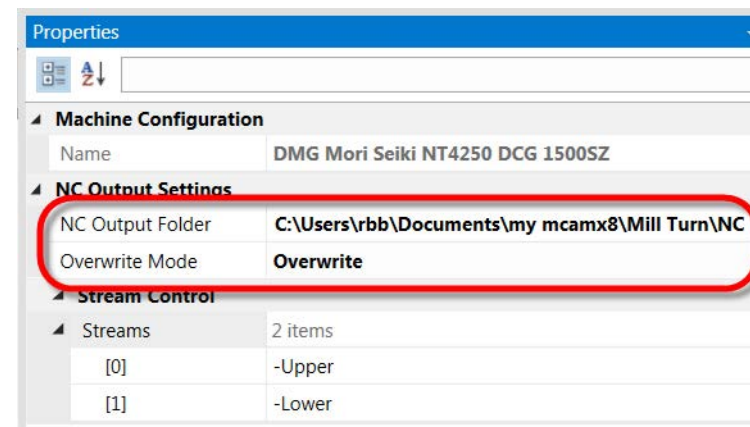 Properties
A Z
Machine Configuration
Name DMG Mori Seiki NT4250 DCG 1500SZ
NC Output Settings
NC Output Folder C:\Users\rbb\Documents\my mcamx8\Mill Turn\NC
Overwrite Mode Overwrite
Stream Control
Streams 2 items
[0] -Upper
[1] -Lower